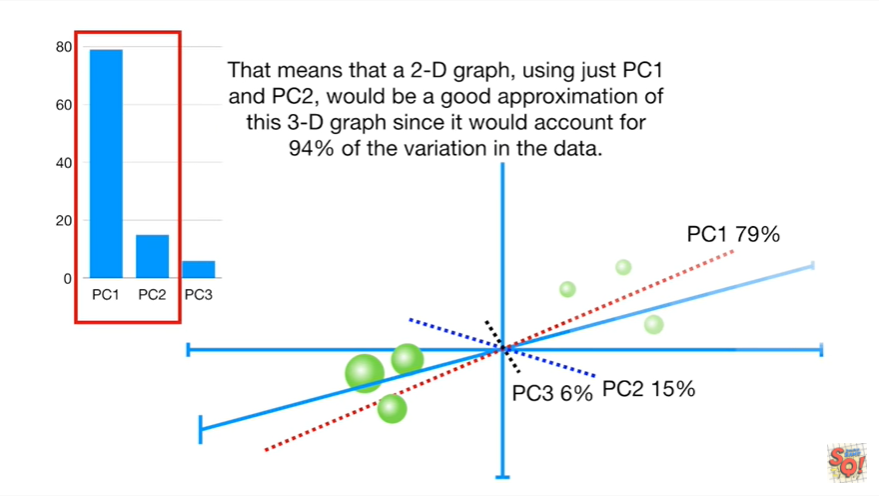 80
60
40
20
0
PC1 PC2 PC3
That means that a 2-D graph, using just PC1
and PC2, would be a good approximation of
this 3-D graph since it would account for
94% of the variation in the data.
PC1 79%
PC3 6% PC2 15%
SQ!